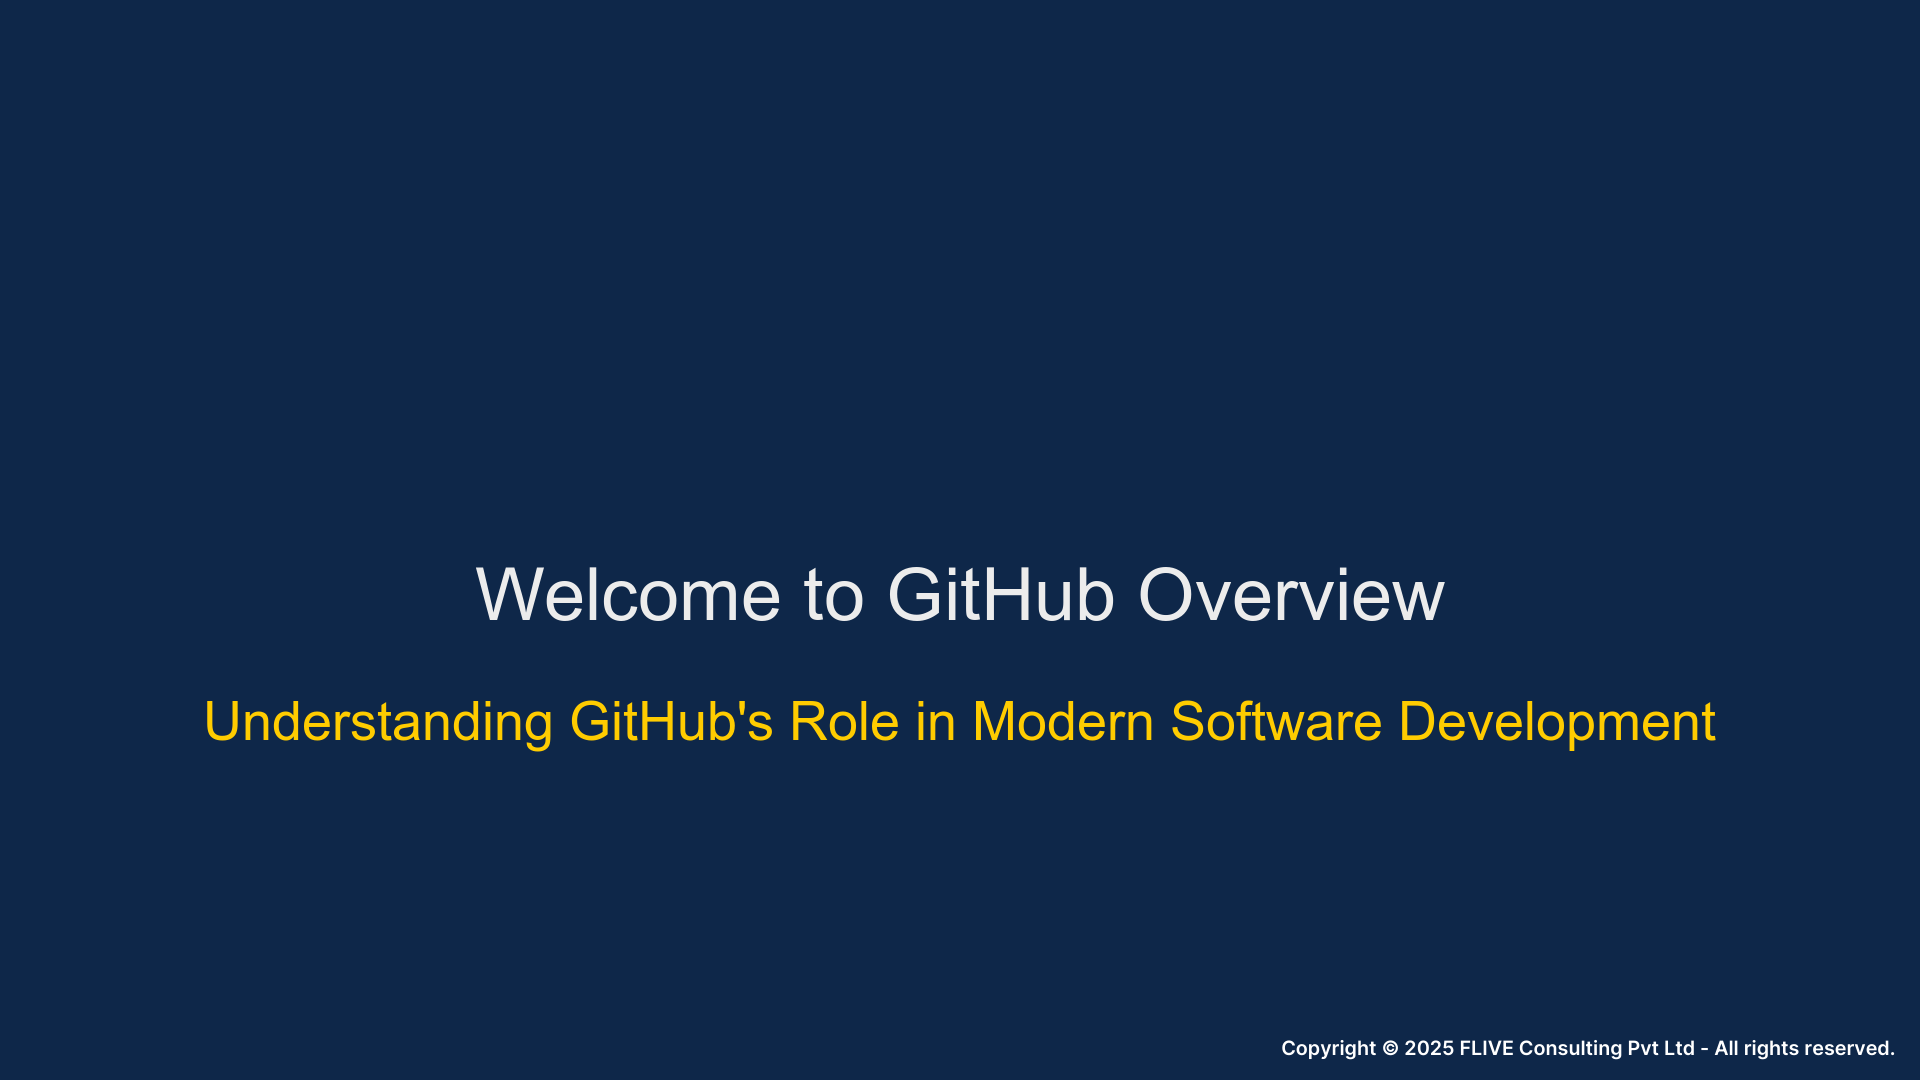 Welcome to GitHub Overview
Understanding GitHub's Role in Modern Software Development
Copyright © 2025 FLIVE Consulting Pvt Ltd - All rights reserved.